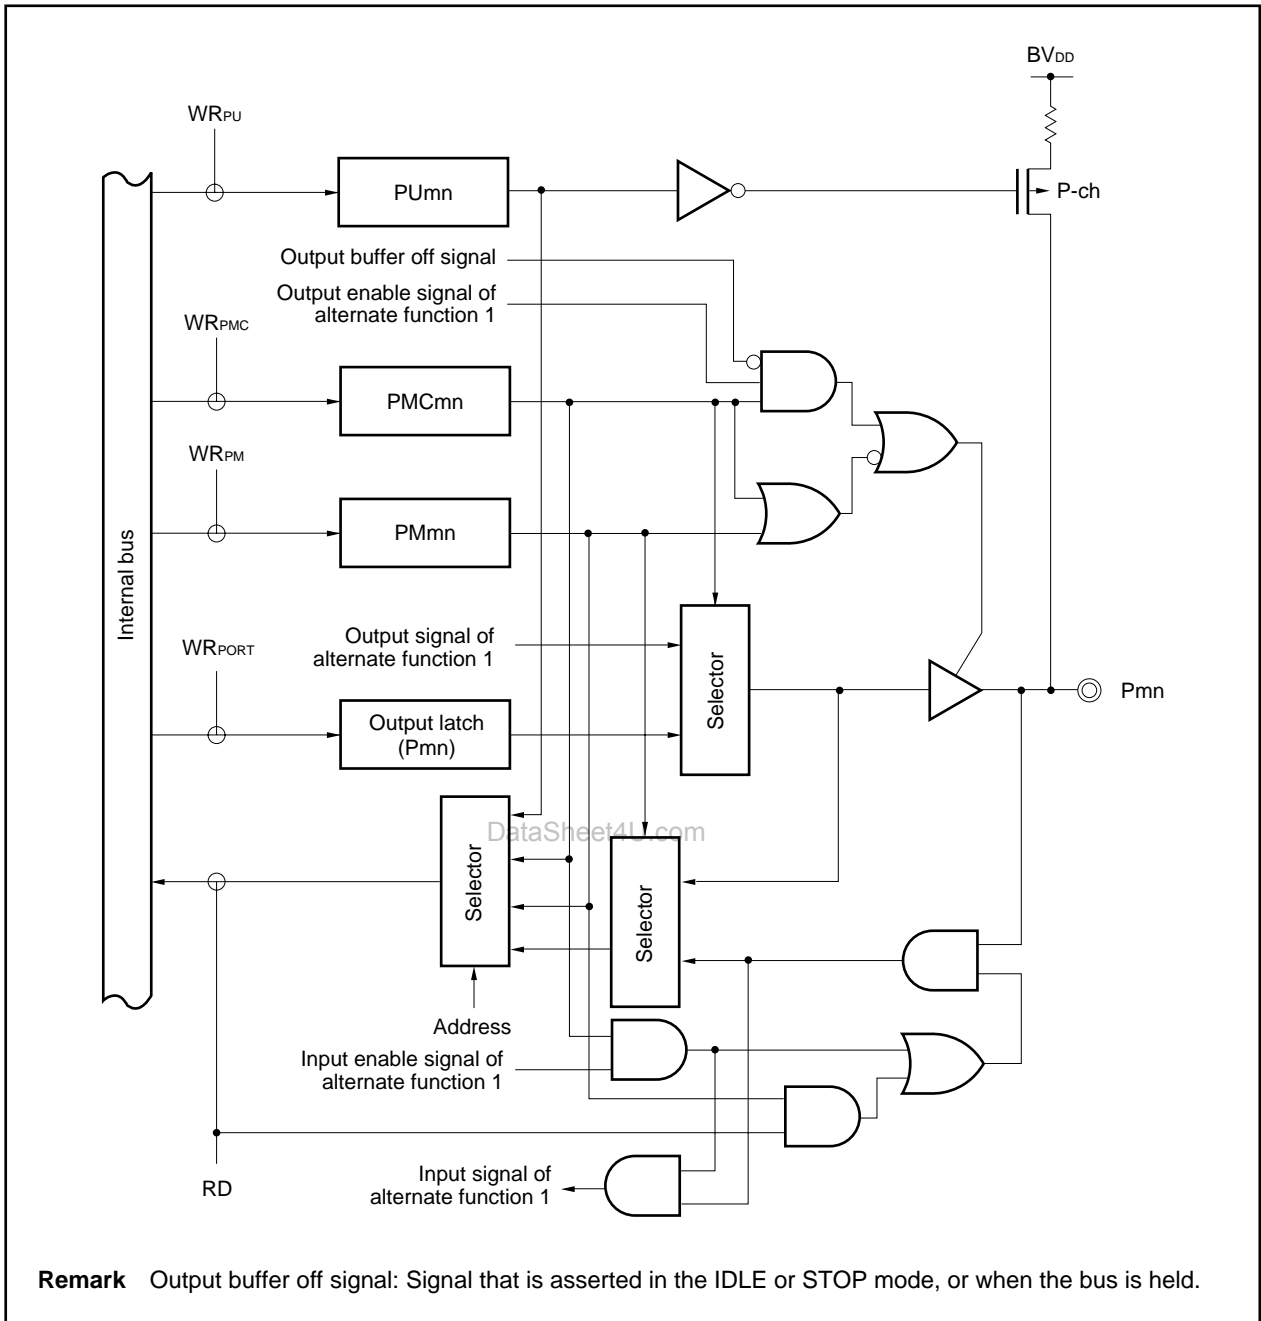 BVDD
WRPU
PUmn
P-ch
Output buffer off signal
Output enable signal of
alternate function 1
WRPMC
PMCmn
WRPM
PMmn
Internal bus
WRPORT
Output signal of
alternate function 1
Selector
Output latch
(Pmn)
Pmn
DataSheet4U.com
Selector
Selector
Address
Input enable signal of
alternate function 1
RD
Input signal of
alternate function 1
Remark Output buffer off signal: Signal that is asserted in the IDLE or STOP mode, or when the bus is held.